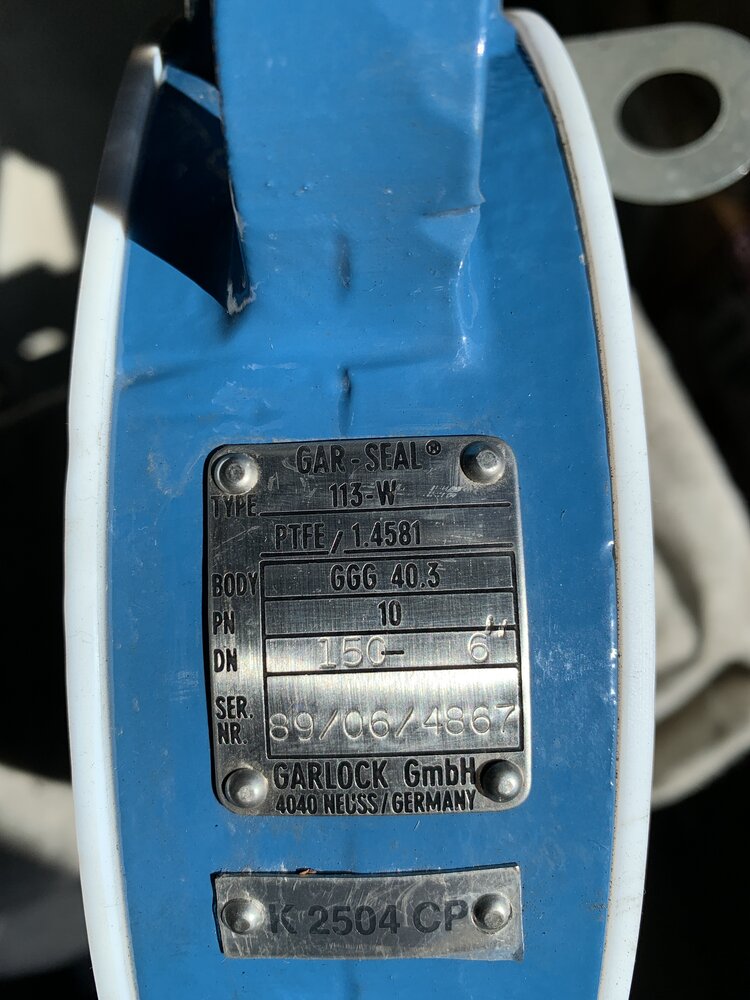 GAR-SEAL®
TYPE 113-W
PTFE / 1.4581
BODY GGG 40.3
PN 10
DN 150- 6"
SER. NR. 89/06/4867
GARLOCK GmbH
4040 NEUSS/GERMANY
K 2504 CP